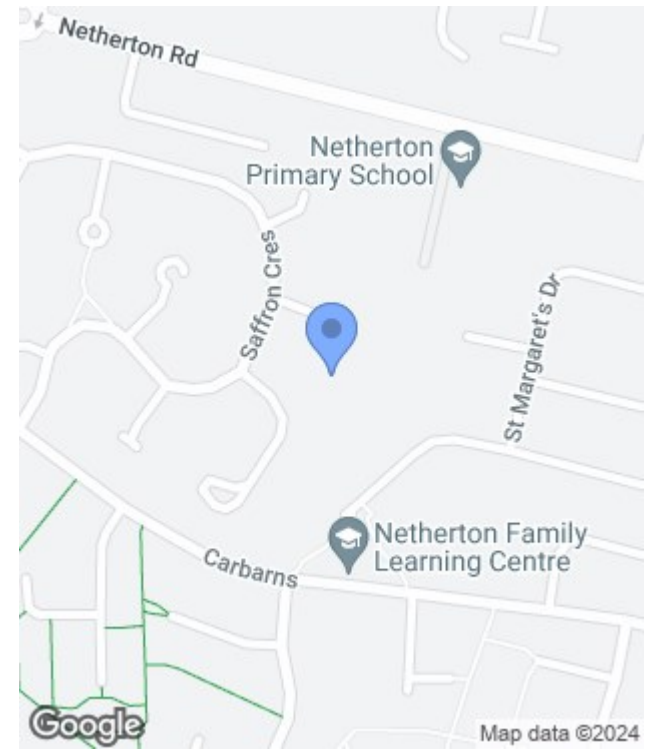 Netherton Rd
Netherton
Primary School
Saffron Cres
St Margaret's Dr
Netherton Family
Learning Centre
Carbarns
Google
Map data ©2024